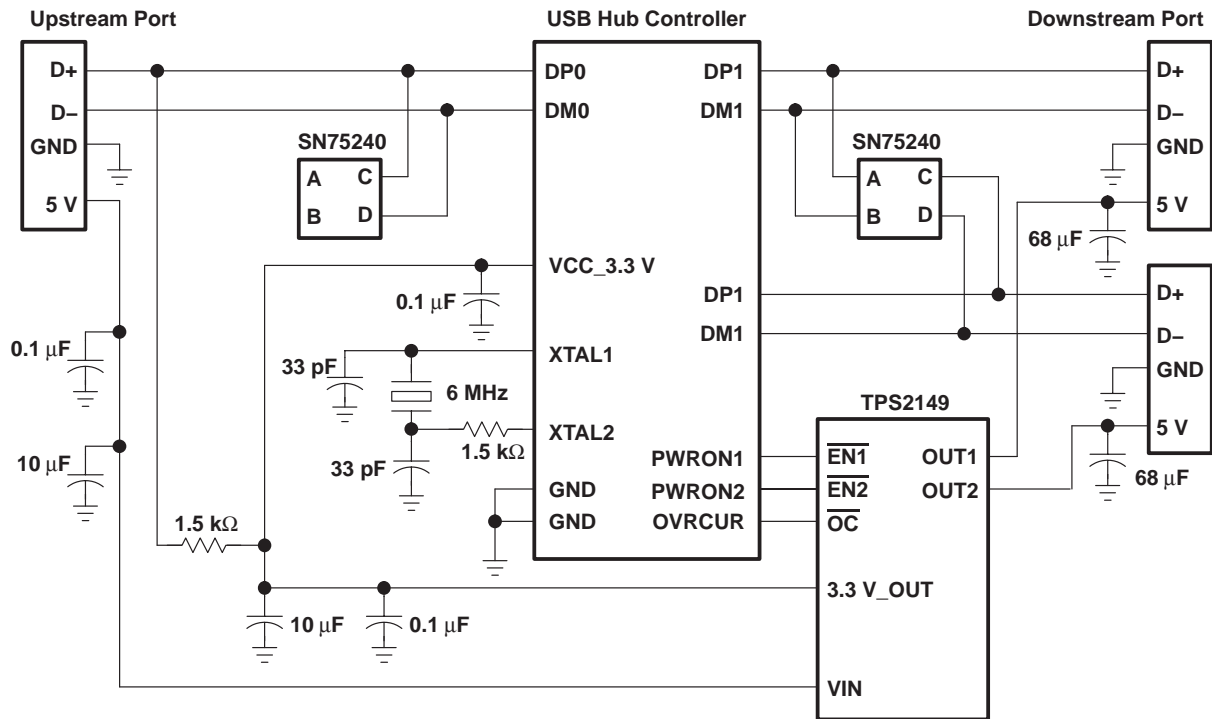 Upstream Port
USB Hub Controller
Downstream Port
D+
D–
GND
5 V
DP0
DM0
DP1
DM1
D+
D–
GND
5 V
SN75240
A
C
B
D
SN75240
A
C
B
D
68 μF
VCC_3.3 V
0.1 μF
DP1
DM1
D+
D–
GND
5 V
0.1 μF
33 pF
XTAL1
6 MHz
TPS2149
10 μF
33 pF
1.5 kΩ
XTAL2
PWRON1
EN1
OUT1
68 μF
GND
PWRON2
EN2
OUT2
1.5 kΩ
GND
OVRCUR
OC
3.3 V_OUT
10 μF
0.1 μF
VIN